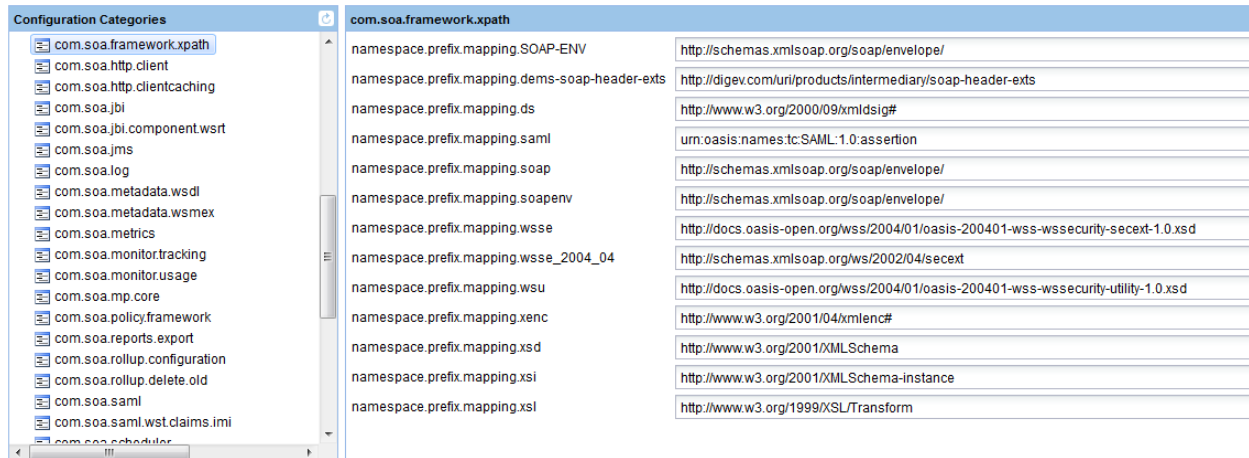 Configuration Categories
com.soa.framework.xpath
com.soa.http.client
com.soa.http.clientcaching
com.soa.jbi
com.soa.jbi.component.wsrt
com.soa.jms
com.soa.log
com.soa.metadata.wsdl
com.soa.metadata.wsmex
com.soa.metrics
com.soa.monitor.tracking
com.soa.monitor.usage
com.soa.mp.core
com.soa.policy.framework
com.soa.reports.export
com.soa.rollup.configuration
com.soa.rollup.delete.old
com.soa.saml
com.soa.saml.wst.claims.imi
com.soa.scheduler
com.soa.framework.xpath
namespace.prefix.mapping.SOAP-ENV http://schemas.xmlsoap.org/soap/envelope/
namespace.prefix.mapping.dems-soap-header-exts http://digev.com/uri/products/intermediary/soap-header-exts
namespace.prefix.mapping.ds http://www.w3.org/2000/09/xmldsig#
namespace.prefix.mapping.saml urn:oasis:names:tc:SAML:1.0:assertion
namespace.prefix.mapping.soap http://schemas.xmlsoap.org/soap/envelope/
namespace.prefix.mapping.soapenv http://schemas.xmlsoap.org/soap/envelope/
namespace.prefix.mapping.wsse http://docs.oasis-open.org/wss/2004/01/oasis-200401-wss-wssecurity-secext-1.0.xsd
namespace.prefix.mapping.wsse_2004_04 http://schemas.xmlsoap.org/ws/2002/04/secext
namespace.prefix.mapping.wsu http://docs.oasis-open.org/wss/2004/01/oasis-200401-wss-wssecurity-utility-1.0.xsd
namespace.prefix.mapping.xenc http://www.w3.org/2001/04/xmlenc#
namespace.prefix.mapping.xsd http://www.w3.org/2001/XMLSchema
namespace.prefix.mapping.xsi http://www.w3.org/2001/XMLSchema-instance
namespace.prefix.mapping.xsl http://www.w3.org/1999/XSL/Transform